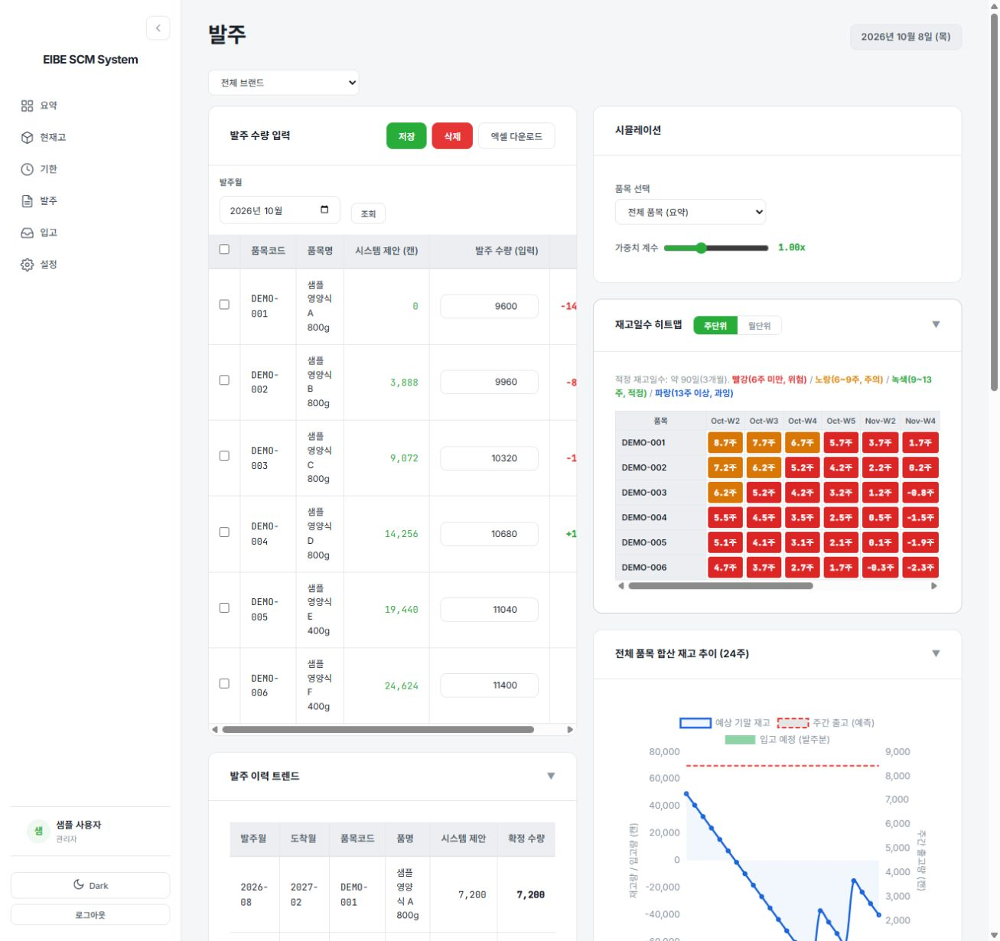 EIBE SCM System
요약
현재고
기한
발주
입고
설정
샘
샘플 사용자
관리자
Dark
로그아웃
발주
2026년 10월 8일 (목)
전체 브랜드
발주 수량 입력
저장
삭제
엑셀 다운로드
발주월
2026년 10월
조회
품목코드 품목명 시스템 제안 (캔) 발주 수량 (입력)
DEMO-
001
샘플
영양식
A
800g
0
9600
-14
DEMO-
002
샘플
영양식
B
800g
3,888
9960
-8
DEMO-
003
샘플
영양식
C
800g
9,072
10320
-1
DEMO-
004
샘플
영양식
D
800g
14,256
10680
+1
DEMO-
005
샘플
영양식
E
400g
19,440
11040
DEMO-
006
샘플
영양식
F
400g
24,624
11400
발주 이력 트렌드
발주월 도착월 품목코드 품명 시스템 제안 확정 수량
2026-
08
2027-
02
DEMO-
001
샘플
영양
식 A
800g
7,200
7,200
시뮬레이션
품목 선택
전체 품목 (요약)
가중치 계수 1.00x
재고일수 히트맵
주단위
월단위
적정 재고일수: 약 90일(3개월). 빨강(6주 미만, 위험) / 노랑(6~9주, 주의) / 녹색(9~13
주, 적정) / 파랑(13주 이상, 과잉)
품목 Oct-W2 Oct-W3 Oct-W4 Oct-W5 Nov-W2 Nov-W4
DEMO-001 8.7주 7.7주 6.7주 5.7주 3.7주 1.7주
DEMO-002 7.2주 6.2주 5.2주 4.2주 2.2주 0.2주
DEMO-003 6.2주 5.2주 4.2주 3.2주 1.2주 -0.8주
DEMO-004 5.5주 4.5주 3.5주 2.5주 0.5주 -1.5주
DEMO-005 5.1주 4.1주 3.1주 2.1주 0.1주 -1.9주
DEMO-006 4.7주 3.7주 2.7주 1.7주 -0.3주 -2.3주
전체 품목 합산 재고 추이 (24주)
예상 기말 재고 주간 출고 (예측)
입고 예정 (발주분)
재고량 / 입고량 (캔)
80,000
60,000
40,000
20,000
0
-20,000
-40,000
-60,000
9,000
8,000
7,000
6,000
5,000
4,000
3,000
2,000
주간 출고량 (캔)